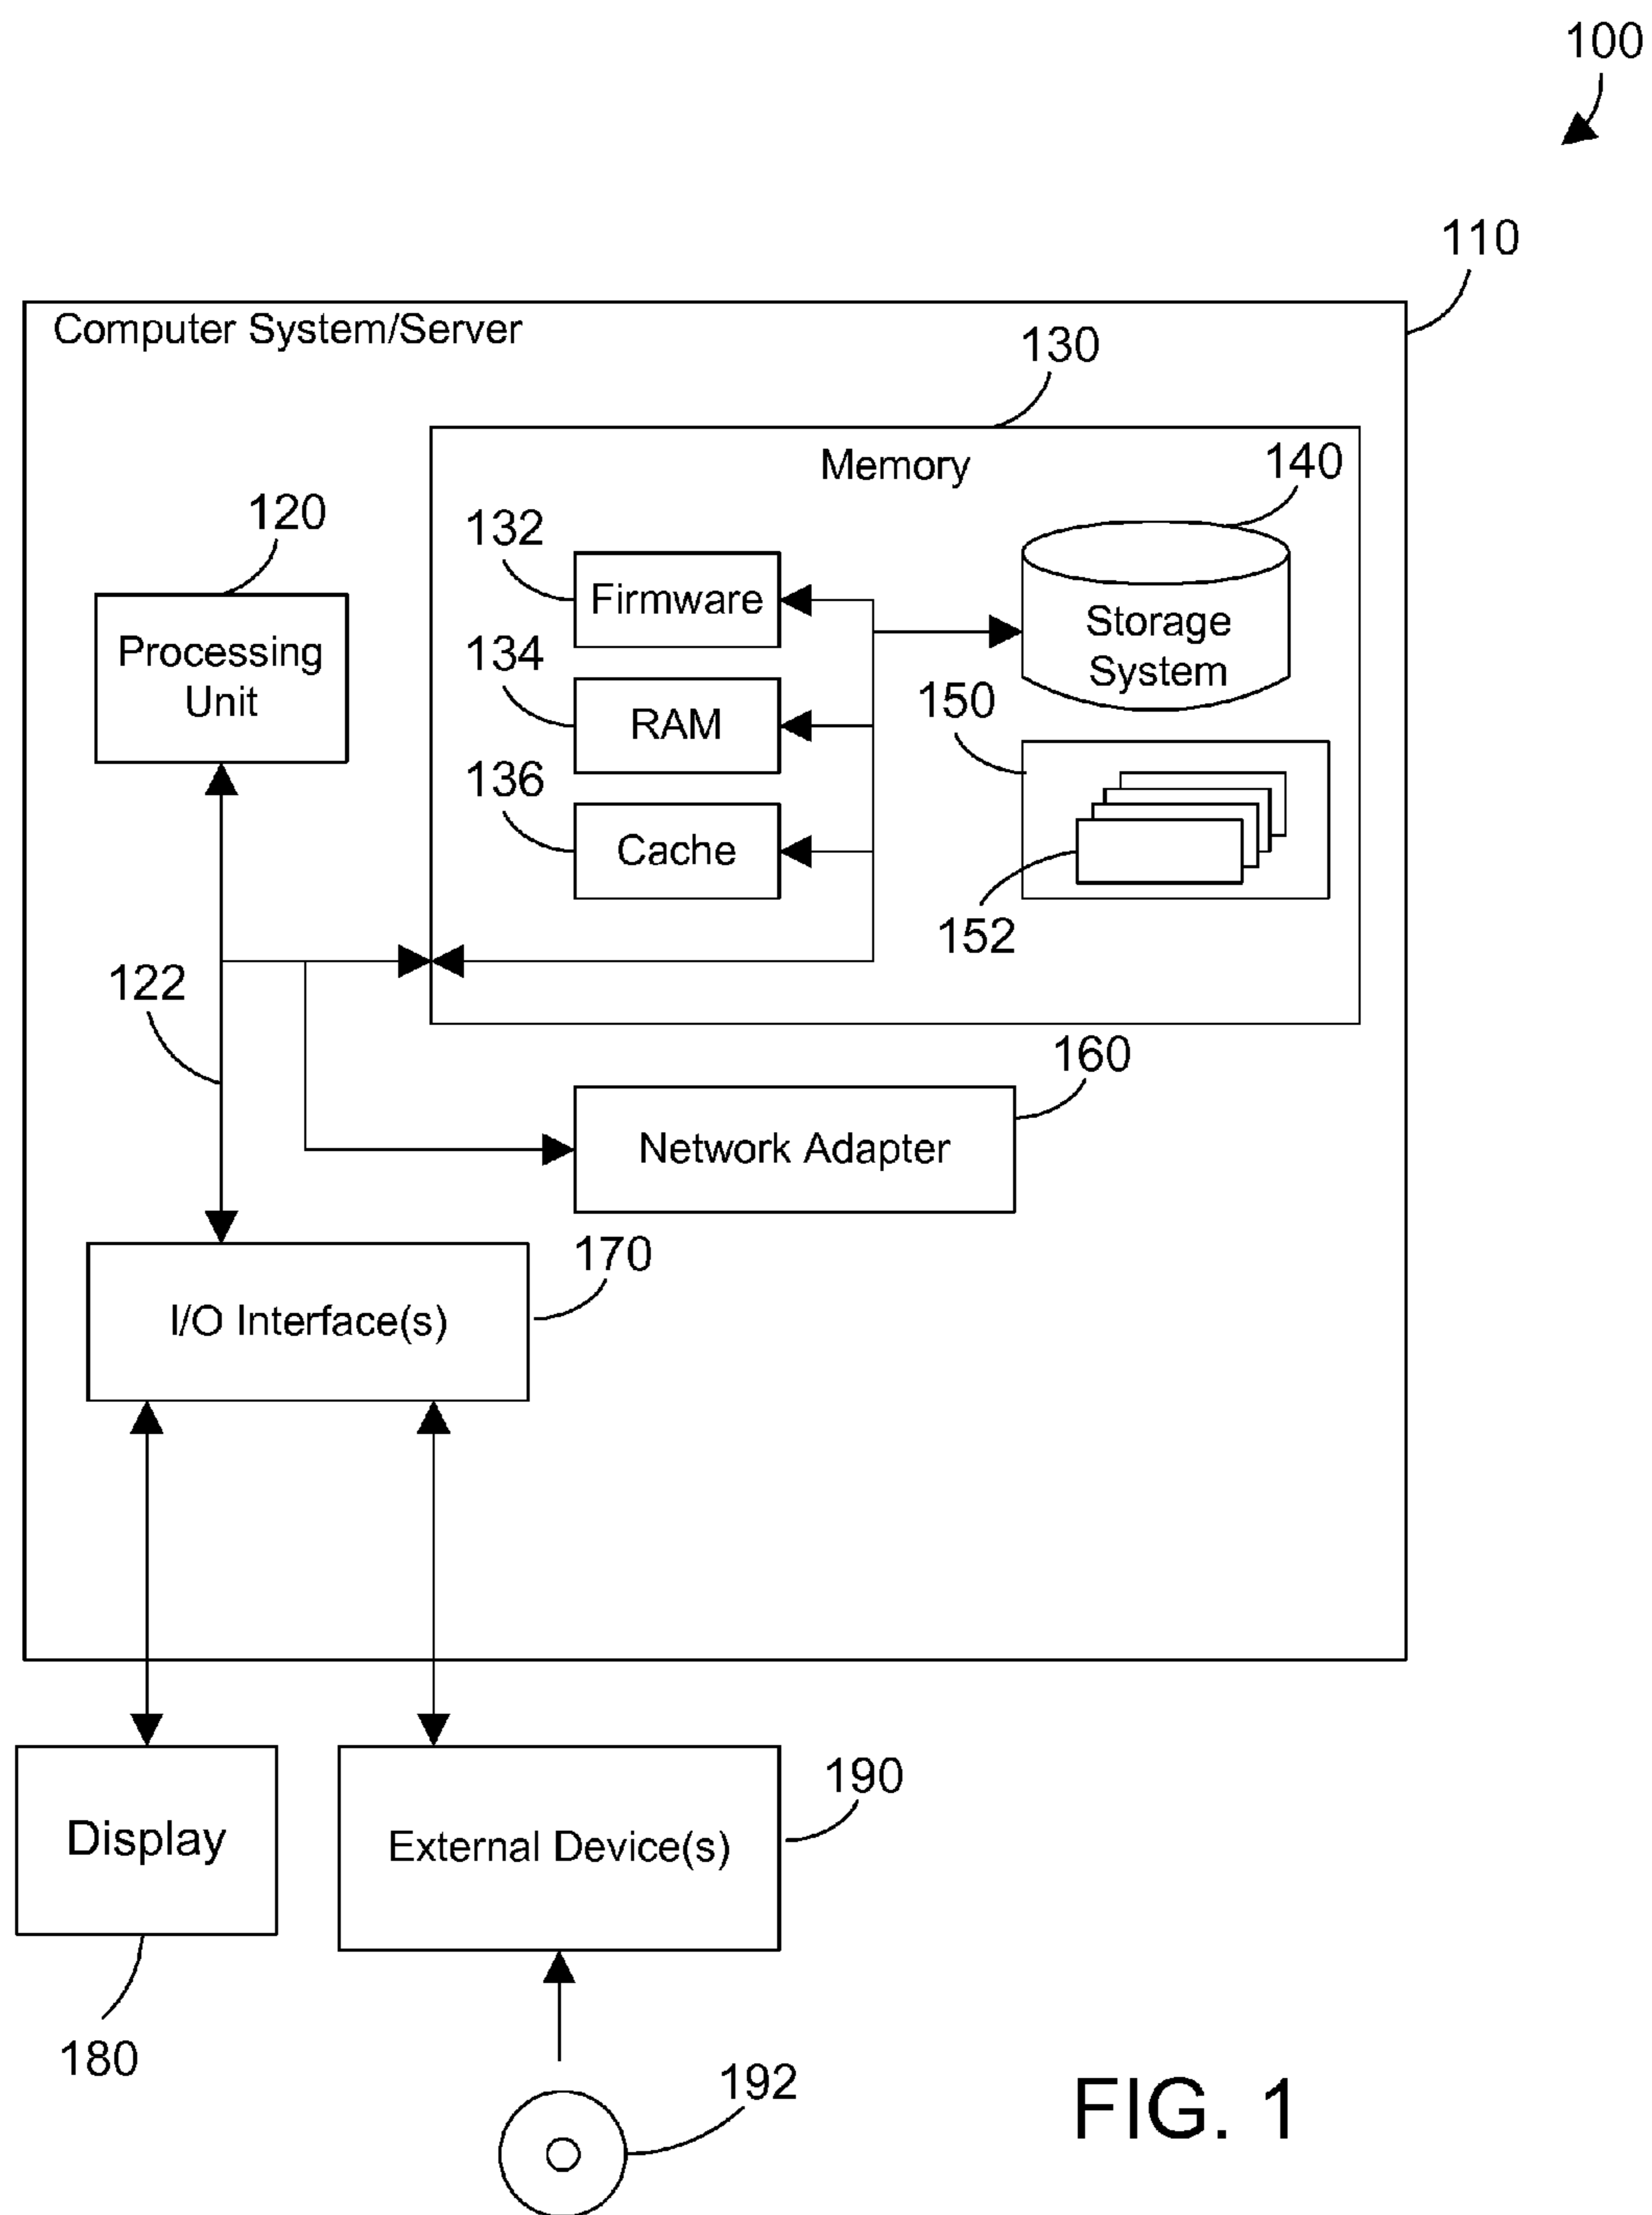 100
110
Computer System/Server
130
Memory
140
120
132
Firmware
Processing
Unit
134
Storage
System
150
RAM
136
Cache
152
122
160
Network Adapter
170
I/O Interface(s)
190
Display
External Device(s)
180
192
FIG. 1